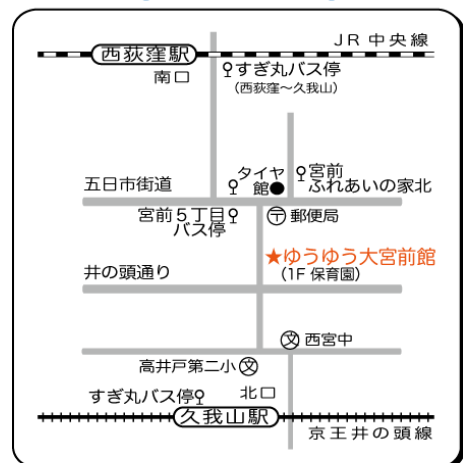 JR 中央線
西荻窪駅
南口
すぎ丸バス停
(西荻窪~久我山)
タイヤ
館
宮前
ふれあいの家北
五日市街道
宮前5丁目
バス停
〒郵便局
★ゆうゆう大宮前館
(1F 保育園)
井の頭通り
文 西宮中
高井戸第二小 文
すぎ丸バス停
北口
久我山駅
京王井の頭線